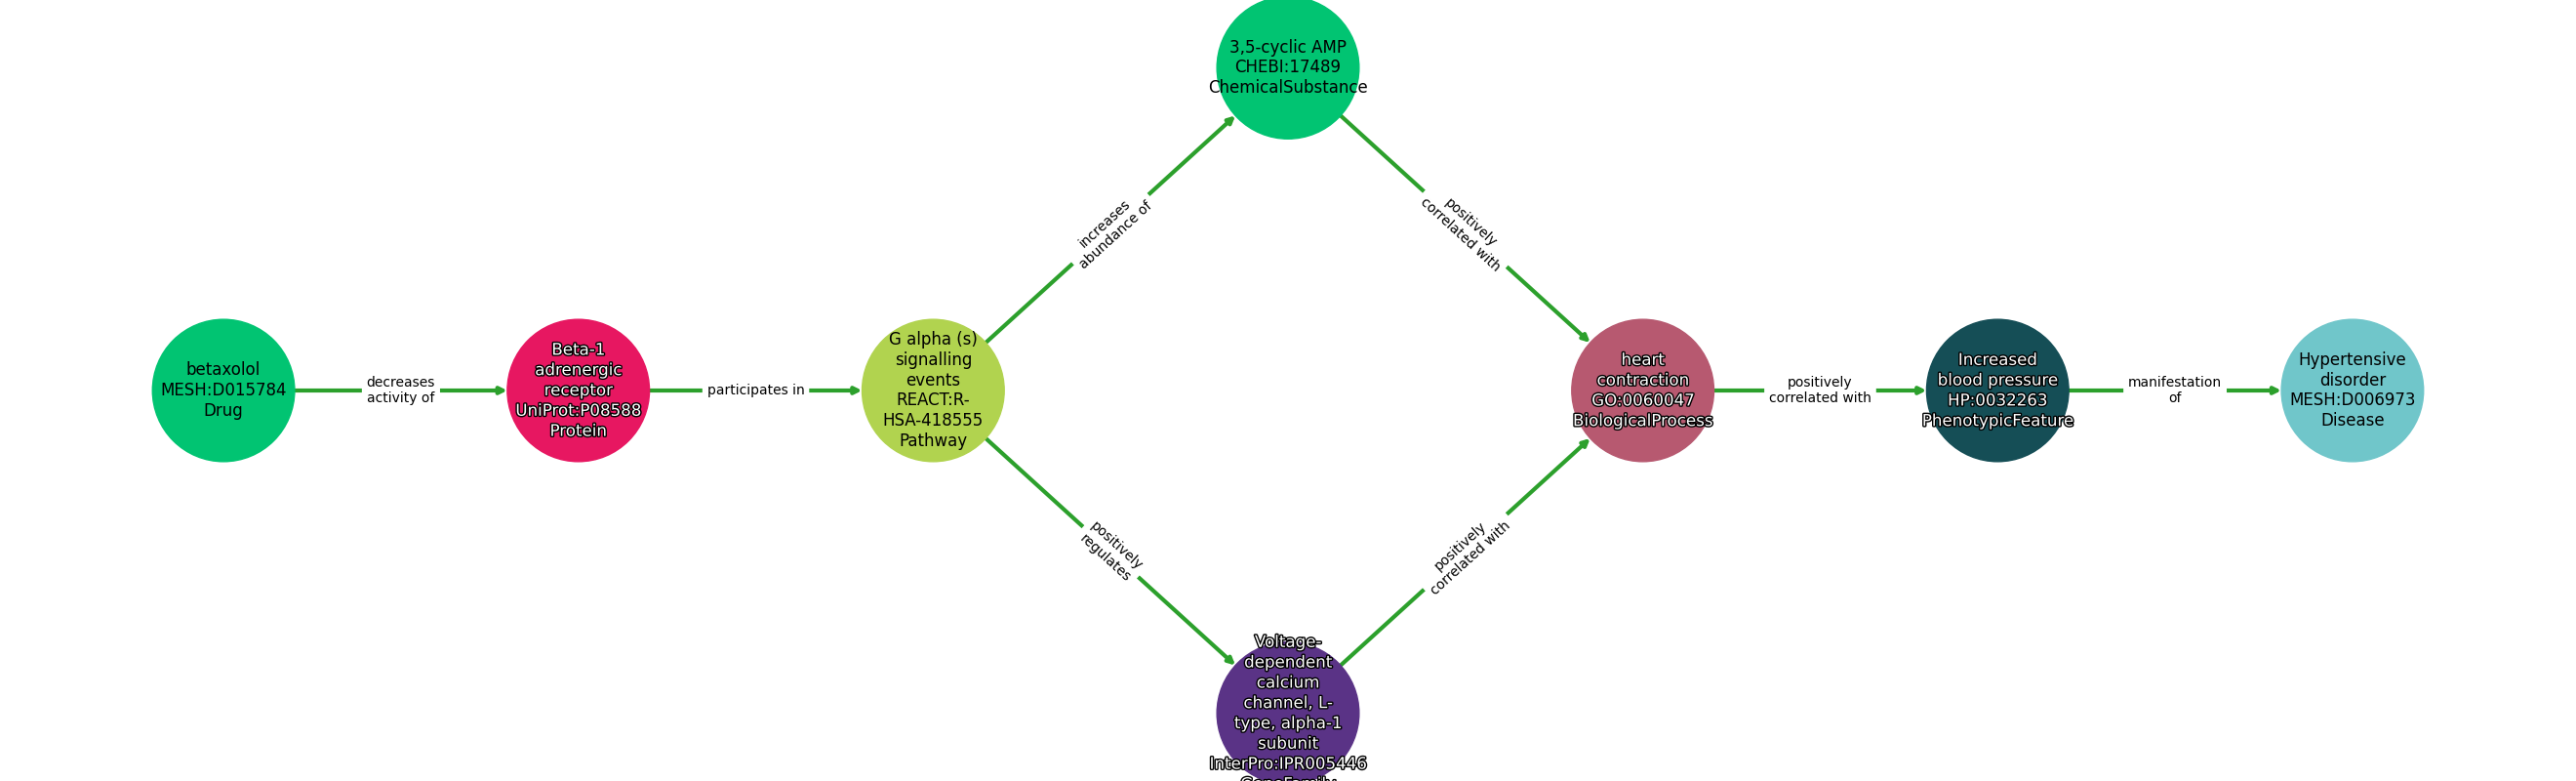 3,5-cyclic AMP
CHEBI:17489
ChemicalSubstance
increases
abundance of
positively
correlated with
betaxolol
MESH:D015784
Drug
decreases
activity of
Beta-1
adrenergic
receptor
UniProt:P08588
Protein
participates in
G alpha (s)
signalling
events
REACT:R-
HSA-418555
Pathway
heart
contraction
GO:0060047
BiologicalProcess
positively
correlated with
Increased
blood pressure
HP:0032263
PhenotypicFeature
manifestation
of
Hypertensive
disorder
MESH:D006973
Disease
positively
regulates
positively
correlated with
Voltage-
dependent
calcium
channel, L-
type, alpha-1
subunit
InterPro:IPR005446
GeneFamily